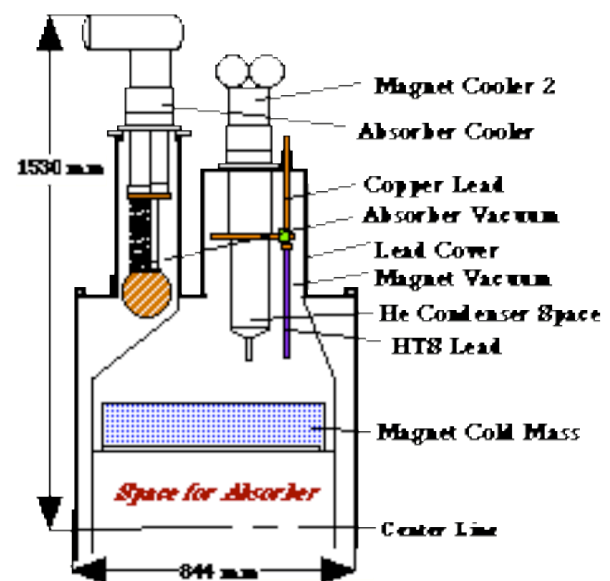 Magnet Cooler 2
Absorber Cooler
1530 mm
Copper Lead
Absorber Vacuum
Lead Cover
Magnet Vacuum
He Condenser Space
HTS Lead
Magnet Cold Mass
Space for Absorber
Center Line
844 mm